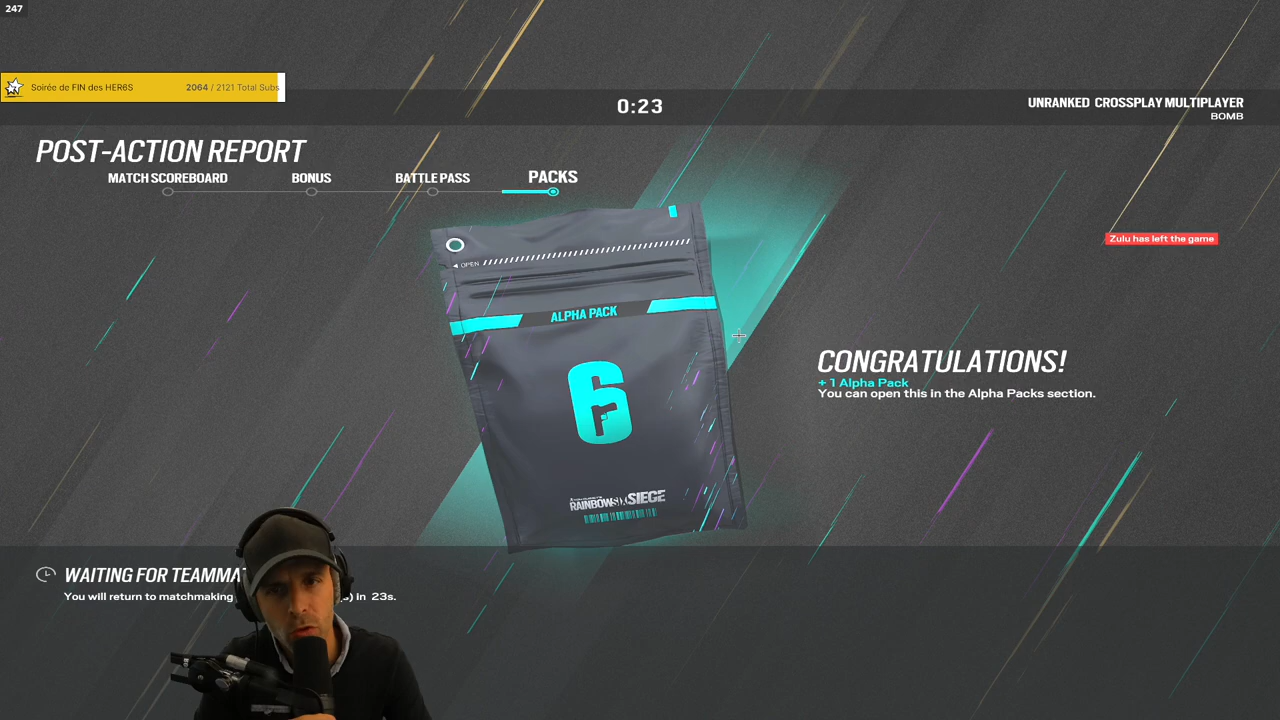 247
Soirée de FIN des HER6S 2064 / 2121 Total Subs
0:23
UNRANKED CROSSPLAY MULTIPLAYER
BOMB
POST-ACTION REPORT
MATCH SCOREBOARD BONUS BATTLE PASS PACKS
Zulu has left the game
OPEN
ALPHA PACK
6
RAINBOW SIX SIEGE
CONGRATULATIONS!
+ 1 Alpha Pack
You can open this in the Alpha Packs section.
WAITING FOR TEAMMA
You will return to matchmaking s) in 23s.